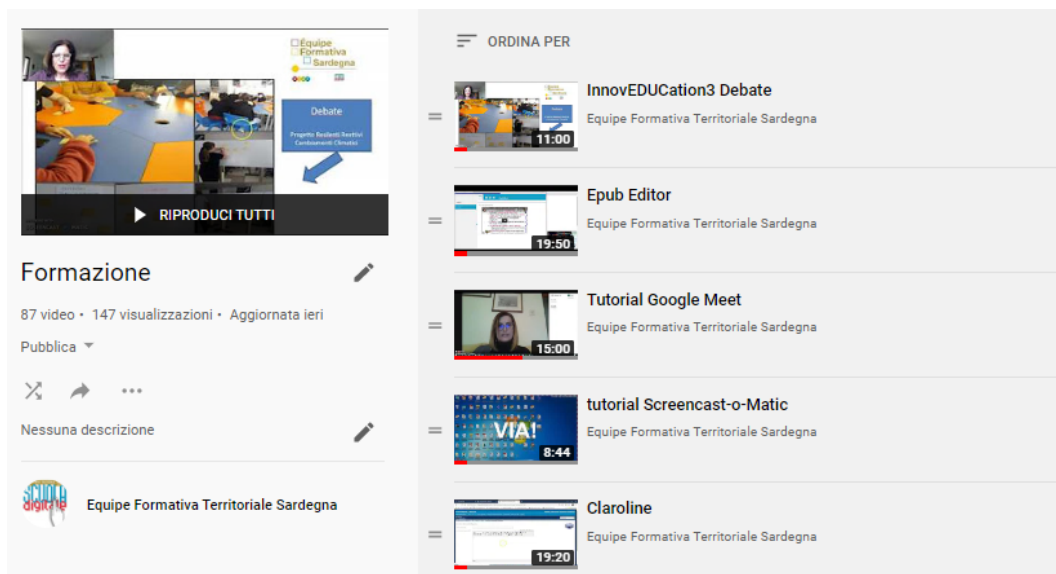 Équipe
Formativa
Sardegna
Debate
Progetto Resilienti Reattivi
Cambiamenti Climatici
RIPRODUCI TUTTI
Formazione
87 video • 147 visualizzazioni • Aggiornata ieri
Pubblica
Nessuna descrizione
scuola
digitale
Equipe Formativa Territoriale Sardegna
ORDINA PER
11:00
InnovEDUCation3 Debate
Equipe Formativa Territoriale Sardegna
19:50
Epub Editor
Equipe Formativa Territoriale Sardegna
15:00
Tutorial Google Meet
Equipe Formativa Territoriale Sardegna
VIA!
8:44
tutorial Screencast-o-Matic
Equipe Formativa Territoriale Sardegna
19:20
Claroline
Equipe Formativa Territoriale Sardegna